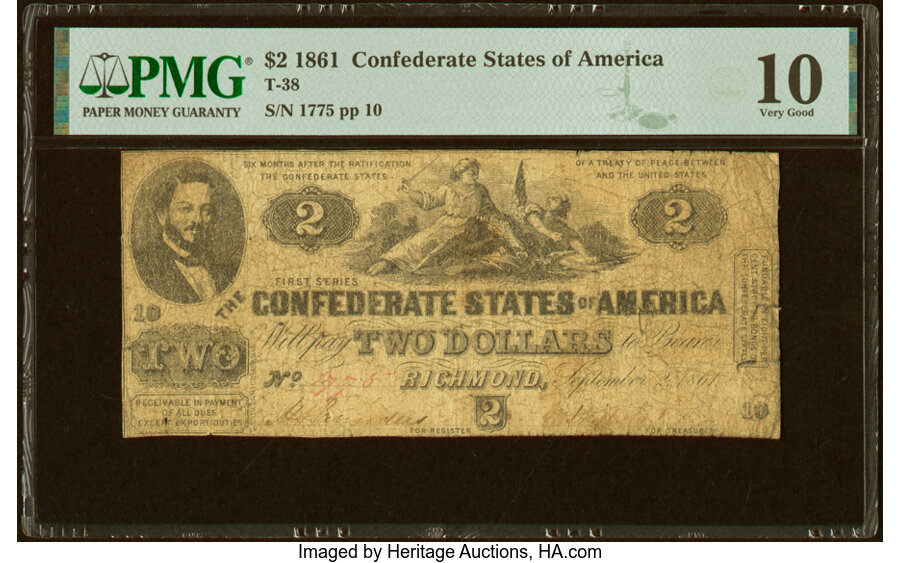 PMG®
PAPER MONEY GUARANTY
$2 1861 Confederate States of America
T-38
S/N 1775 pp 10
10
Very Good
SIX MONTHS AFTER THE RATIFICATION OF A TREATY OF PEACE BETWEEN
THE CONFEDERATE STATES AND THE UNITED STATES
2 2
FIRST SERIES
THE CONFEDERATE STATES OF AMERICA
10
Will pay TWO DOLLARS to Bearer
TWO
No 1775 RICHMOND, September 2, 1861
RECEIVABLE IN PAYMENT
OF ALL DUES
EXCEPT EXPORT DUTIES
2
10
FOR REGISTER FOR TREASURER
Imaged by Heritage Auctions, HA.com